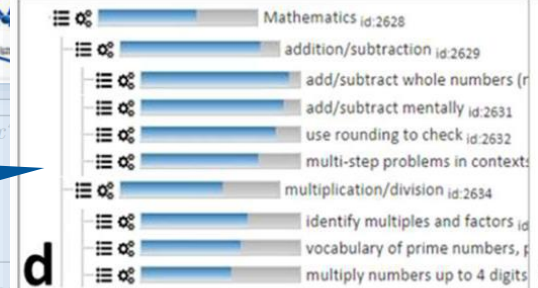 Mathematics id:2628
addition/subtraction id:2629
add/subtract whole numbers (
add/subtract mentally id:2631
use rounding to check id:2632
multi-step problems in contexts
multiplication/division id:2634
identify multiples and factors id
vocabulary of prime numbers,
multiply numbers up to 4 digits
d